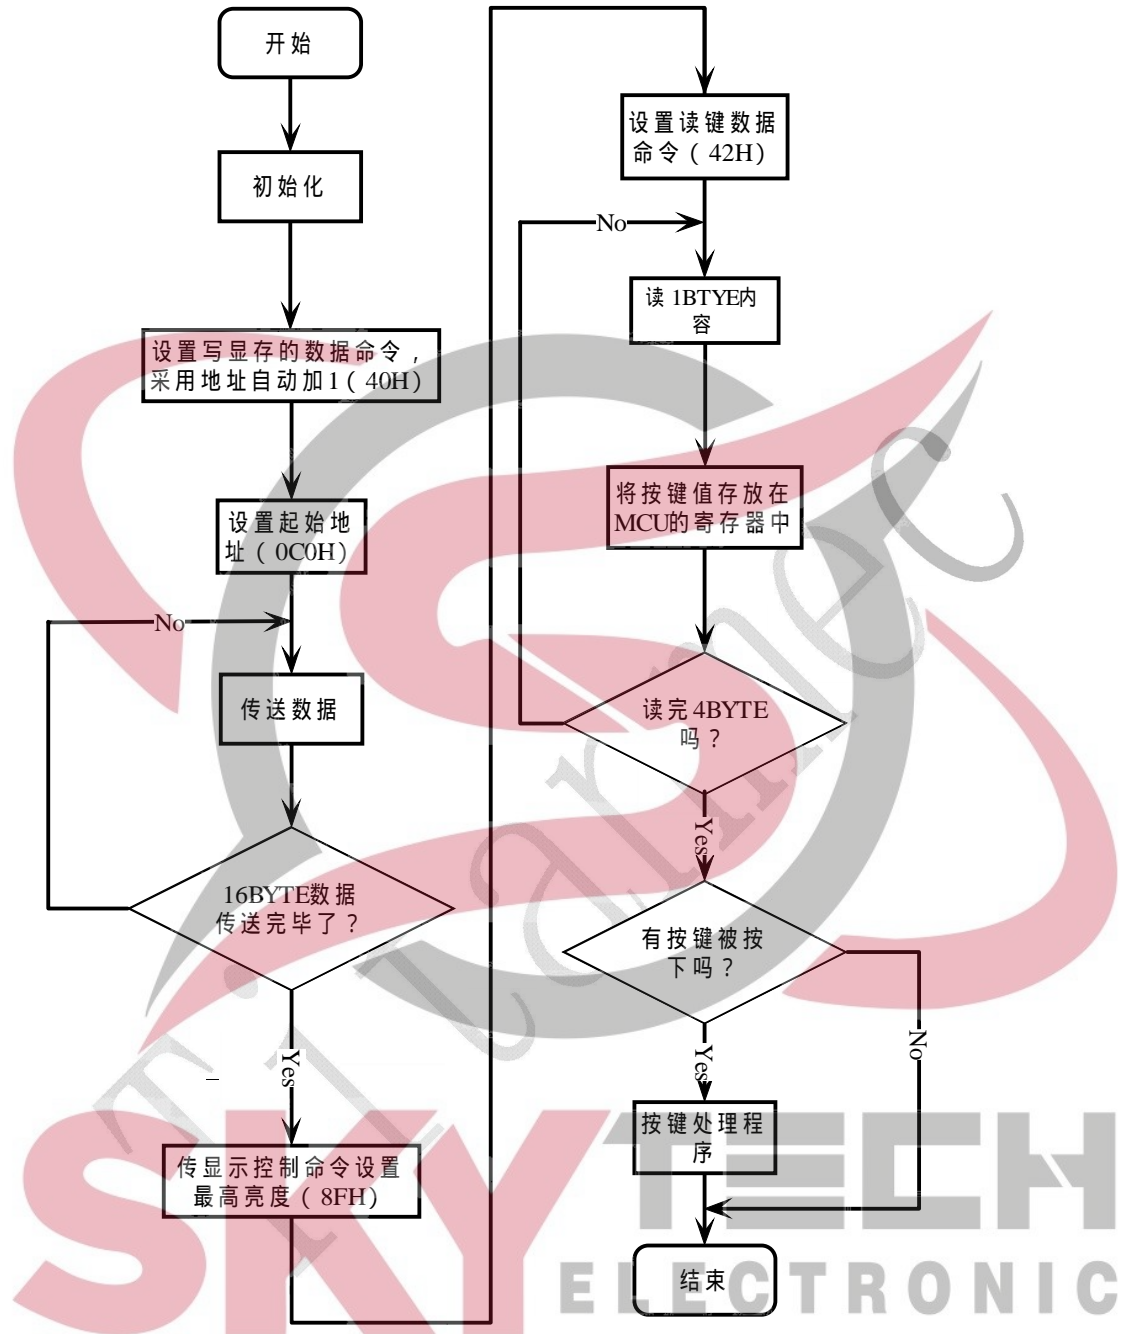 开始
初始化
设置写显存的数据命令，
采用地址自动加1（40H）
设置起始地
址（0C0H）
No
传送数据
16BYTE数据
传送完毕了？
Yes
传显示控制命令设置
最高亮度（8FH）
设置读键数据
命令（42H）
No
读 1BTYE内
容
将按键值存放在
MCU的寄存器中
读完4BYTE
吗？
Yes
有按键被按
下吗？
No
Yes
按键处理程
序
结束
Titanmec
SKYTECH
ELECTRONIC